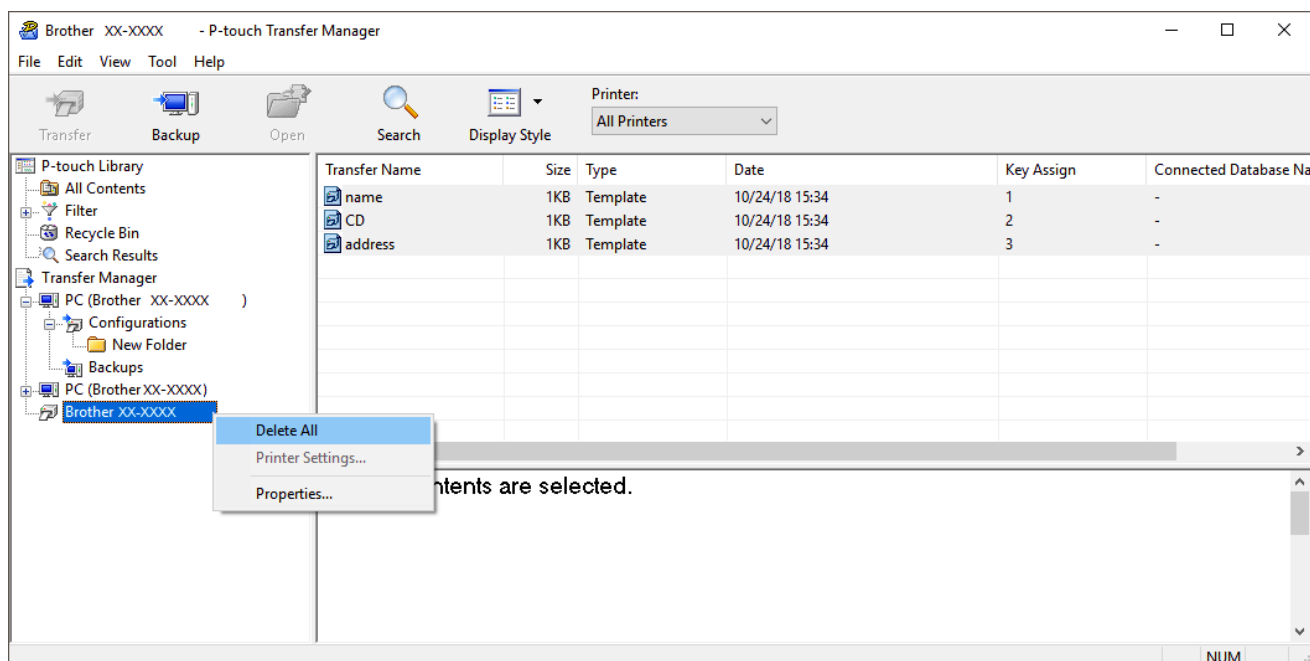 Brother XX-XXXX - P-touch Transfer Manager
File Edit View Tool Help
Transfer Backup Open Search Display Style Printer: All Printers
P-touch Library
All Contents
Filter
Recycle Bin
Search Results
Transfer Manager
PC (Brother XX-XXXX )
Configurations
New Folder
Backups
PC (Brother XX-XXXX)
Brother XX-XXXX
Transfer Name Size Type Date Key Assign Connected Database Na
name 1KB Template 10/24/18 15:34 1 -
CD 1KB Template 10/24/18 15:34 2 -
address 1KB Template 10/24/18 15:34 3 -
Delete All
Printer Settings...
Properties...
are selected.
NUM